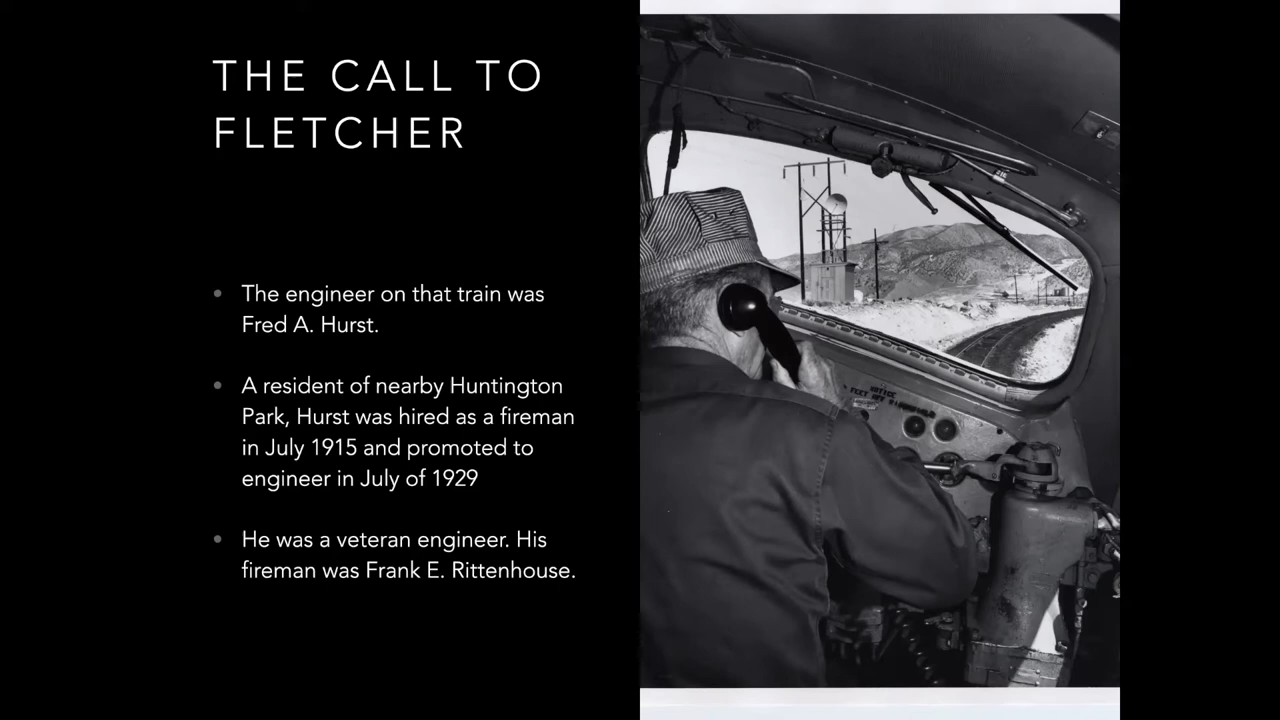 THE CALL TO
FLETCHER
The engineer on that train was
Fred A. Hurst.
A resident of nearby Huntington
Park, Hurst was hired as a fireman
in July 1915 and promoted to
engineer in July of 1929
He was a veteran engineer. His
fireman was Frank E. Rittenhouse.
NOTICE